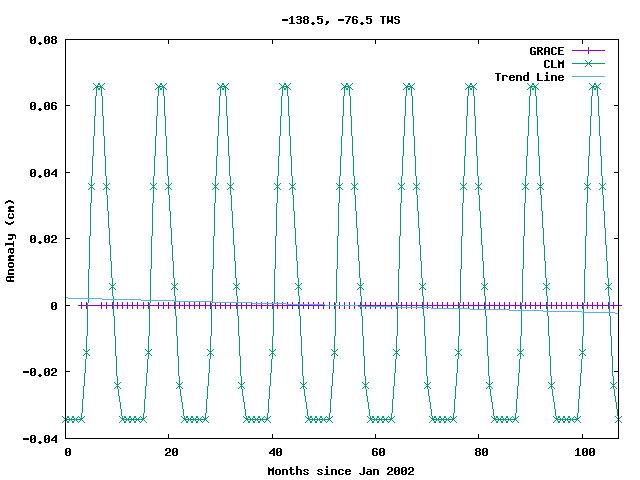 -138.5, -76.5 TWS
GRACE
CLM
Trend Line
0.08
0.06
0.04
0.02
0
-0.02
-0.04
Anomaly (cm)
0 20 40 60 80 100
Months since Jan 2002